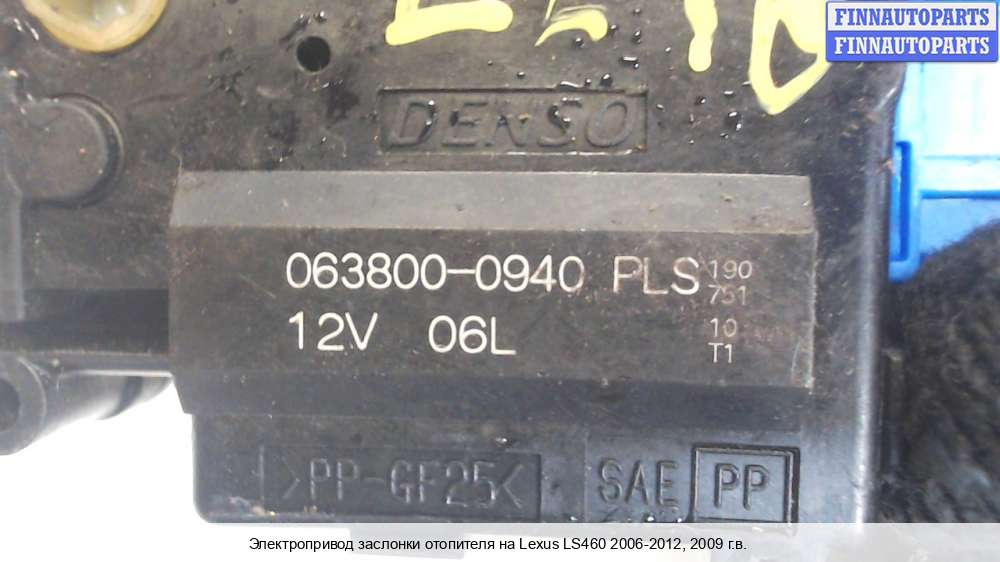 FINNAUTOPARTS
FINNAUTOPARTS
DENSO
063800-0940 PLS 190
751
12V 06L 10
T1
>PP-GF25< SAE PP
Электропривод заслонки отопителя на Lexus LS460 2006-2012, 2009 г.в.